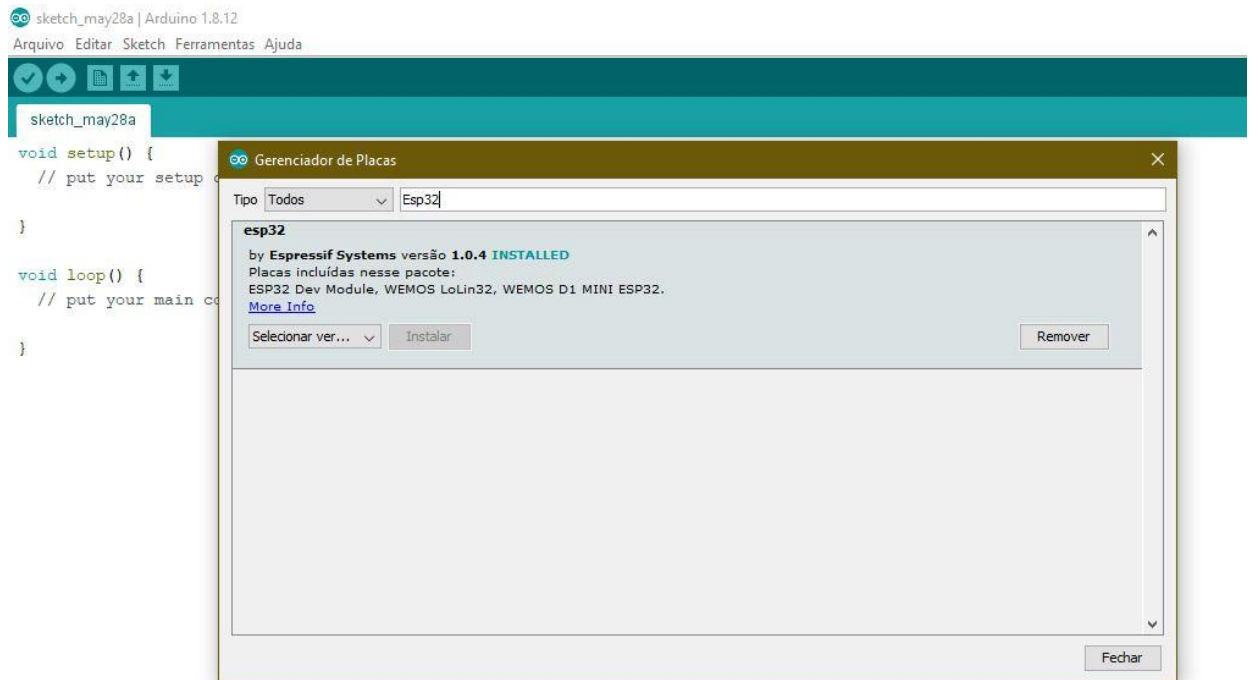 sketch_may28a | Arduino 1.8.12
Arquivo Editar Sketch Ferramentas Ajuda
sketch_may28a
void setup() {
// put your setup
}
void loop() {
// put your main
}
Gerenciador de Placas
Tipo Todos Esp32
esp32
by Espressif Systems versão 1.0.4 INSTALLED
Placas incluídas nesse pacote:
ESP32 Dev Module, WEMOS LoLin32, WEMOS D1 MINI ESP32.
More Info
Selecionar ver... Instalar Remover
Fechar